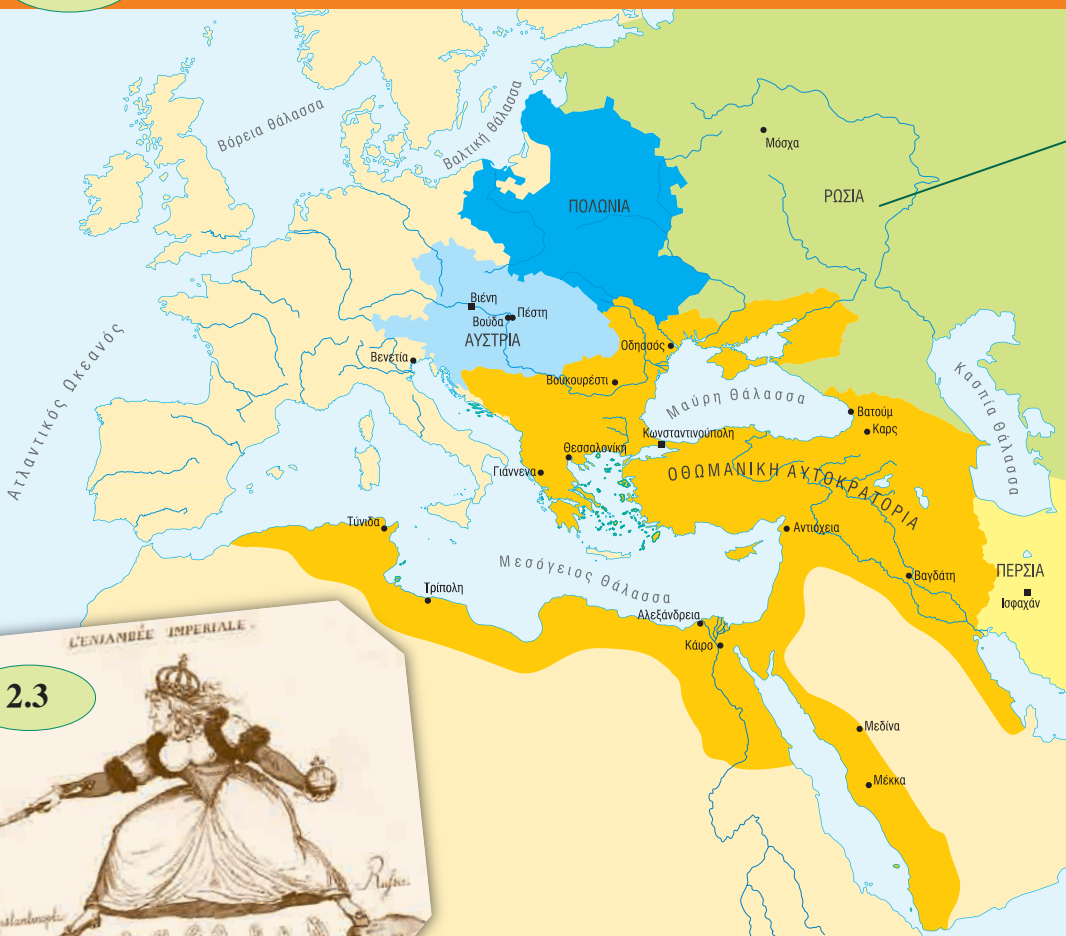 Βόρεια θάλασσα
Βαλτική θάλασσα
Μόσχα
ΡΩΣΙΑ
ΠΟΛΩΝΙΑ
Βιέννη
Βούδα
Πέστη
ΑΥΣΤΡΙΑ
Βενετία
Οδησσός
Βουκουρέστι
Ατλαντικός Ωκεανός
Μαύρη θάλασσα
Κασπία θάλασσα
Βατούμ
Καρς
Κωνσταντινούπολη
Θεσσαλονίκη
Γιάννενα
ΟΘΩΜΑΝΙΚΗ ΑΥΤΟΚΡΑΤΟΡΙΑ
Τύνιδα
Αντιόχεια
Μεσόγειος θάλασσα
ΠΕΡΣΙΑ
Βαγδάτη
Ισφαχάν
Τρίπολη
Αλεξάνδρεια
Κάιρο
L'ENJAMBÉE IMPERIALE.
2.3
Μεδίνα
Μέκκα